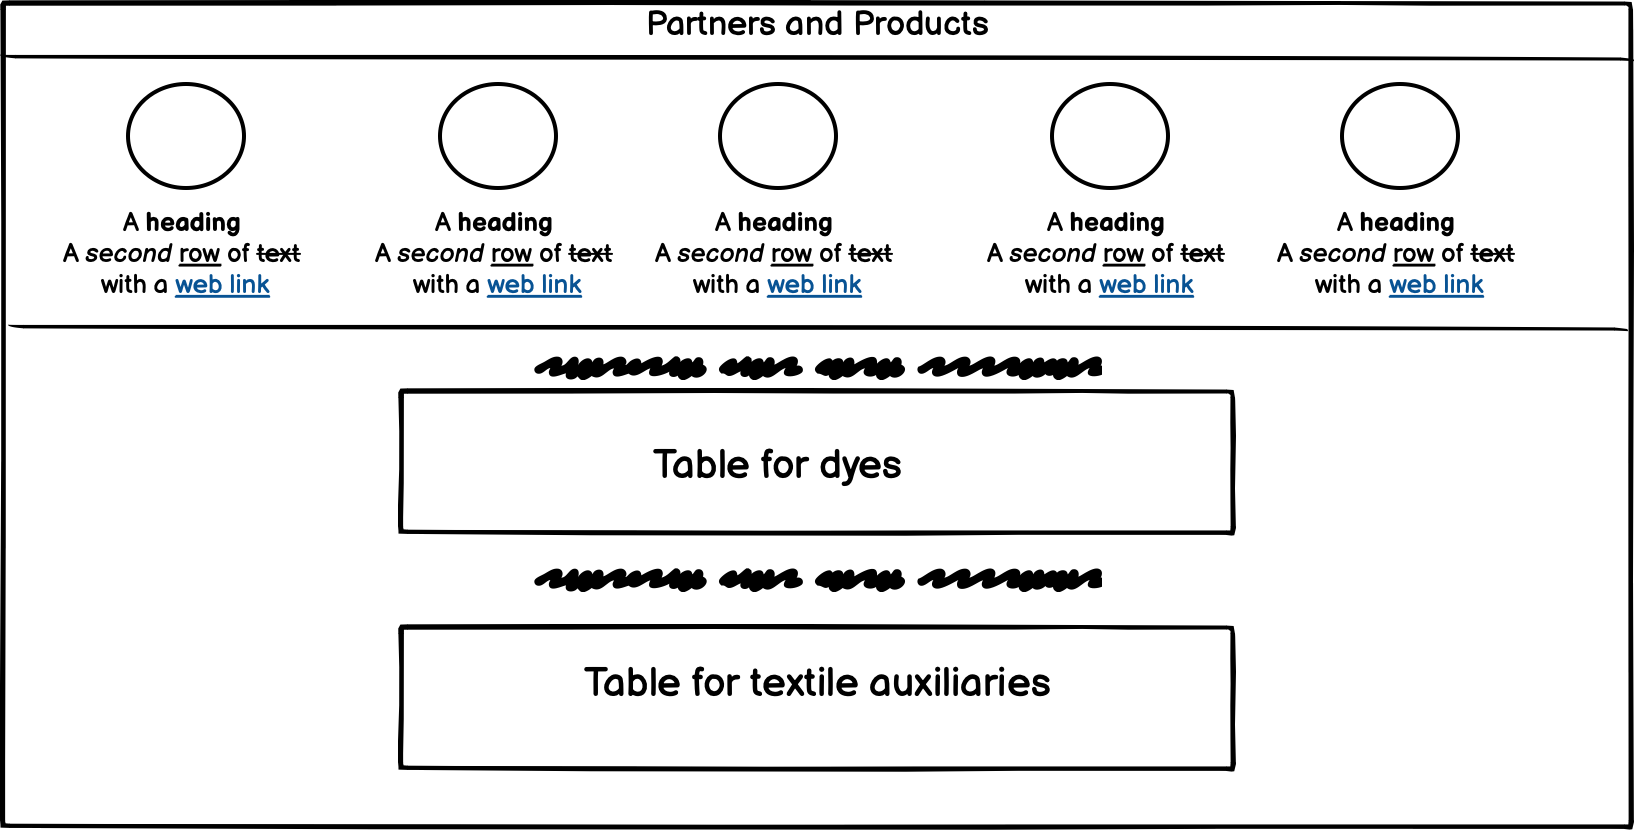 Partners and Products
A heading
A second row of text
with a web link
A heading
A second row of text
with a web link
A heading
A second row of text
with a web link
A heading
A second row of text
with a web link
A heading
A second row of text
with a web link
Table for dyes
Table for textile auxiliaries